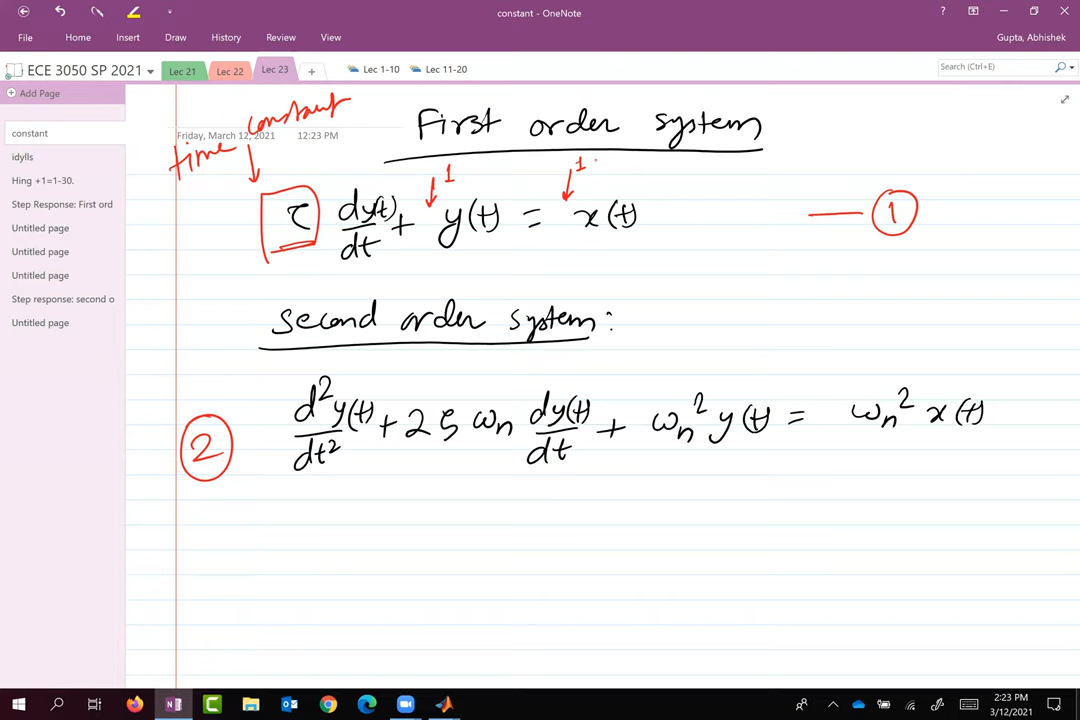 constant - OneNote
File Home Insert Draw History Review View
Gupta, Abhishek
ECE 3050 SP 2021
Lec 21 Lec 22 Lec 23 Lec 1-10 Lec 11-20
Search (Ctrl+E)
Add Page
constant
idylls
Hing +1=1-30.
Step Response: First ord
Untitled page
Untitled page
Untitled page
Step response: second o
Untitled page
Friday, March 12, 2021 12:23 PM
time constant
First order system
1 1
τ dy(t)/dt + y(t) = x(t) — 1
second order system:
2 d²y(t)/dt² + 2 ζ ωn dy(t)/dt + ωn² y(t) = ωn² x(t)
2:23 PM
3/12/2021